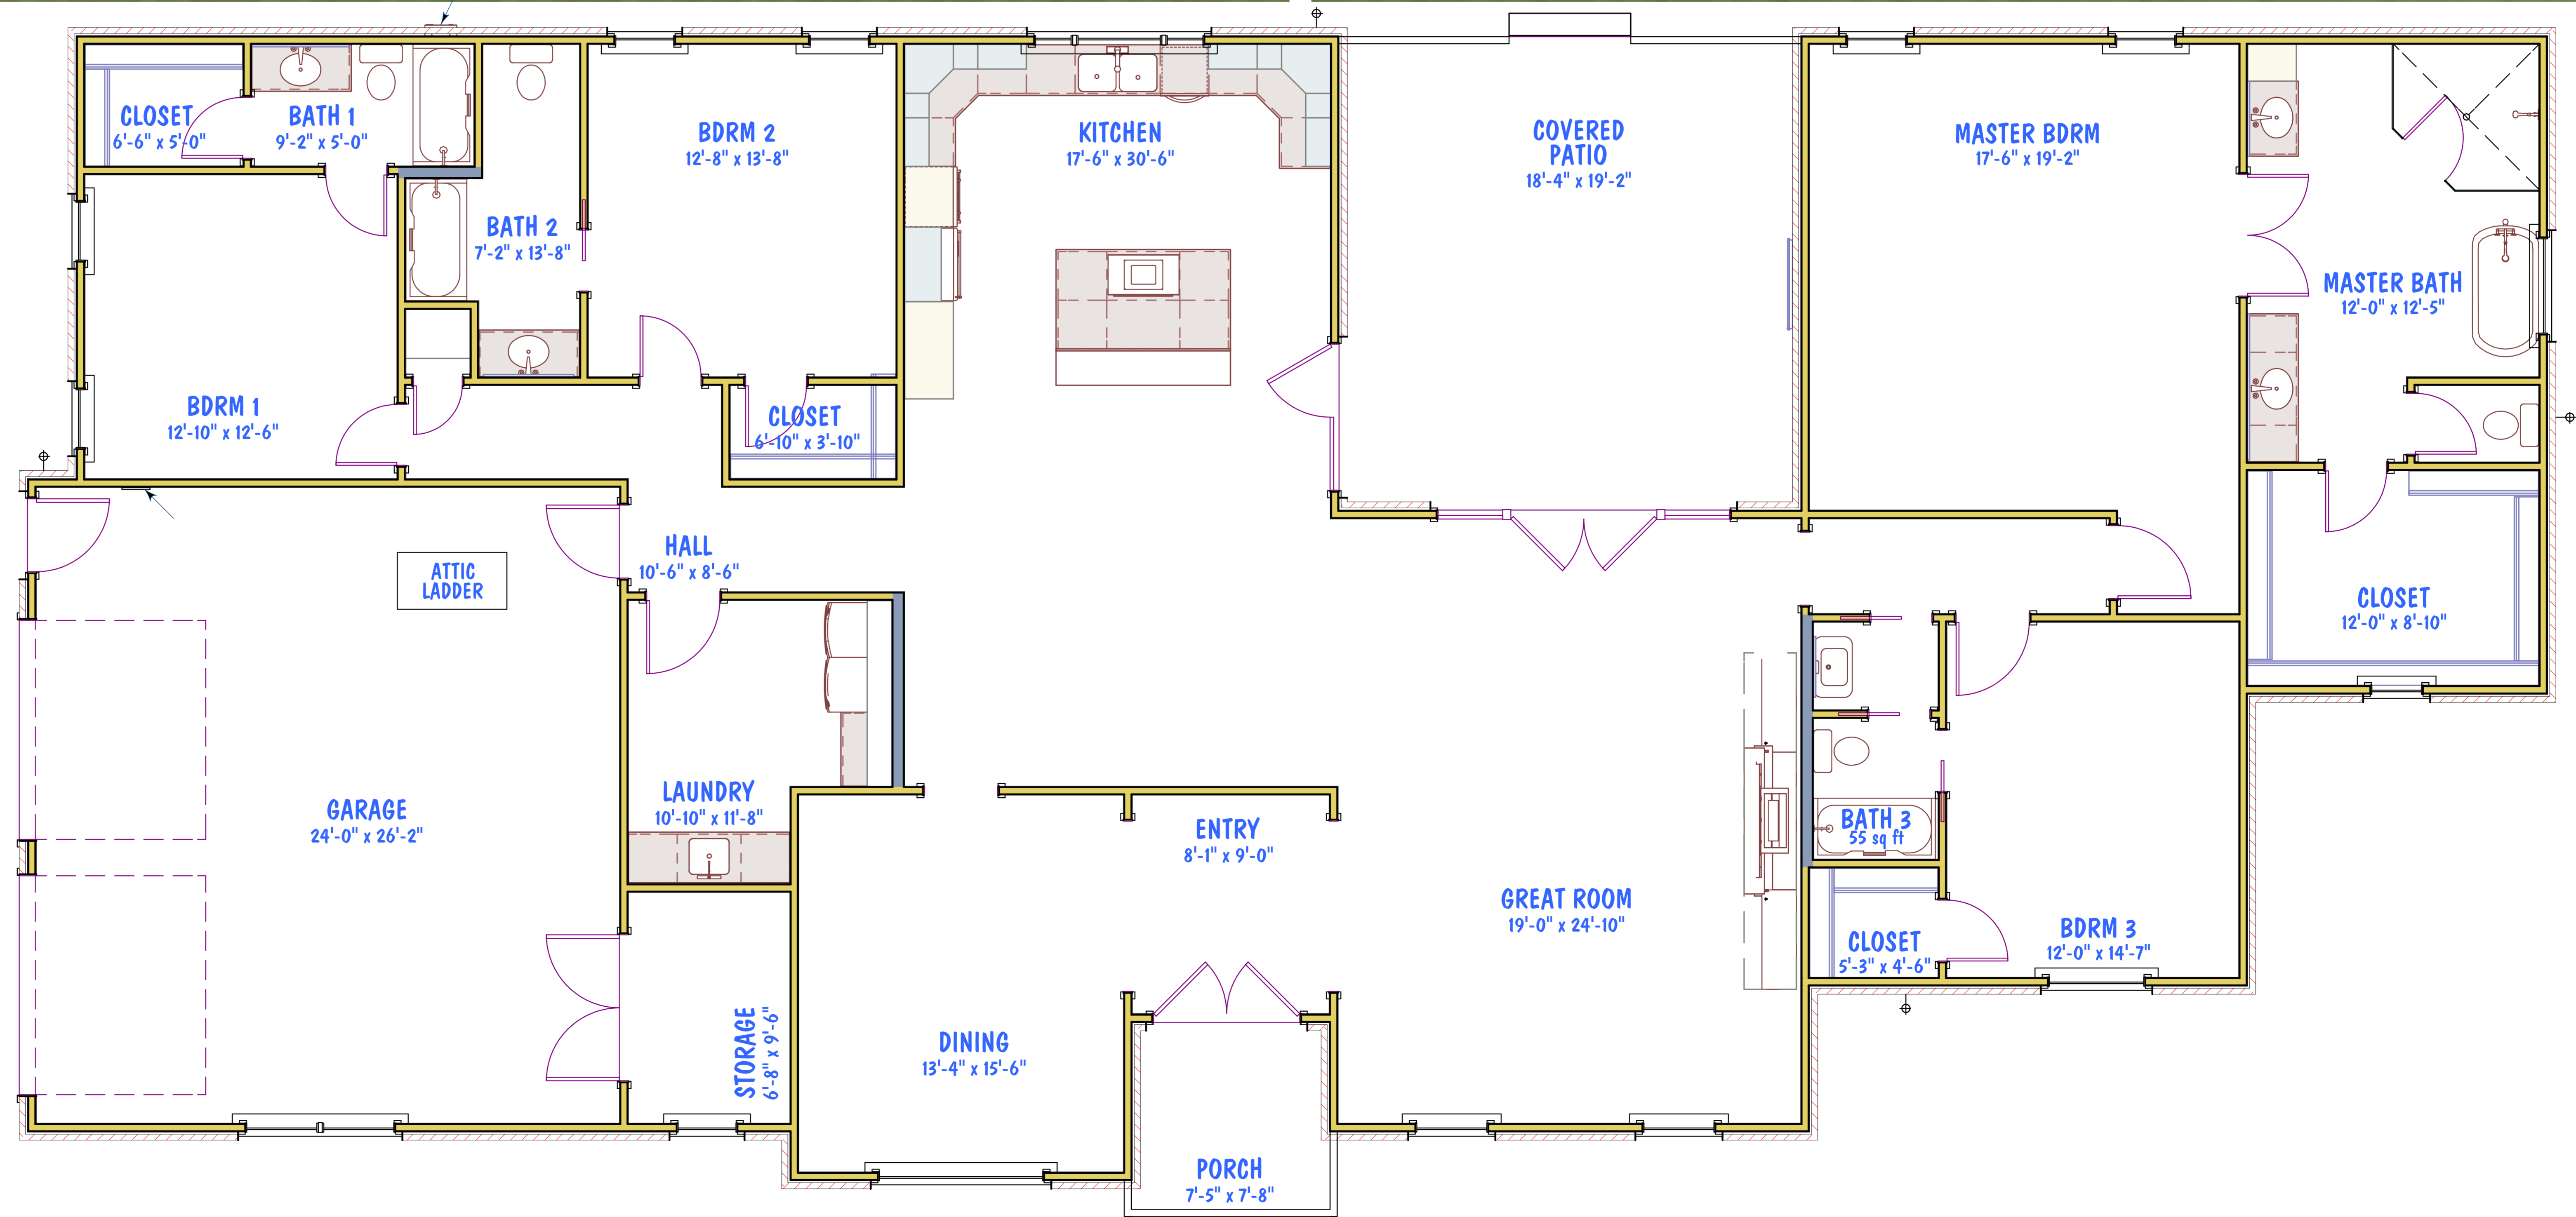 CLOSET
6'-6" x 5'-0"
BATH 1
9'-2" x 5'-0"
BATH 2
7'-2" x 13'-8"
BDRM 2
12'-8" x 13'-8"
KITCHEN
17'-6" x 30'-6"
COVERED
PATIO
18'-4" x 19'-2"
MASTER BDRM
17'-6" x 19'-2"
MASTER BATH
12'-0" x 12'-5"
BDRM 1
12'-10" x 12'-6"
CLOSET
6'-10" x 3'-10"
HALL
10'-6" x 8'-6"
ATTIC
LADDER
CLOSET
12'-0" x 8'-10"
GARAGE
24'-0" x 26'-2"
LAUNDRY
10'-10" x 11'-8"
ENTRY
8'-1" x 9'-0"
BATH 3
55 sq ft
GREAT ROOM
19'-0" x 24'-10"
CLOSET
5'-3" x 4'-6"
BDRM 3
12'-0" x 14'-7"
STORAGE
6'-8" x 9'-6"
DINING
13'-4" x 15'-6"
PORCH
7'-5" x 7'-8"